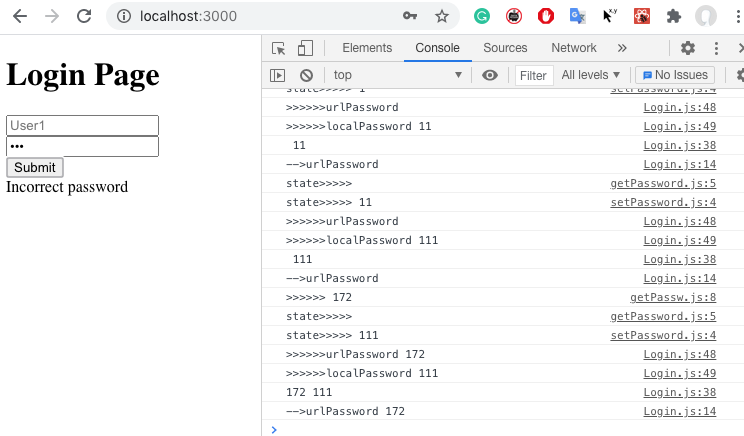 localhost:3000
x,y
Elements Console Sources Network »
top Filter All levels No Issues
Login Page
User1
•••
Submit
Incorrect password
state>>>>> 1 setPassword.js:4
>>>>>>urlPassword Login.js:48
>>>>>>localPassword 11 Login.js:49
11 Login.js:38
-->urlPassword Login.js:14
state>>>>> getPassword.js:5
state>>>>> 11 setPassword.js:4
>>>>>>urlPassword Login.js:48
>>>>>>localPassword 111 Login.js:49
111 Login.js:38
-->urlPassword Login.js:14
>>>>>> 172 getPassw.js:8
state>>>>> getPassword.js:5
state>>>>> 111 setPassword.js:4
>>>>>>urlPassword 172 Login.js:48
>>>>>>localPassword 111 Login.js:49
172 111 Login.js:38
-->urlPassword 172 Login.js:14